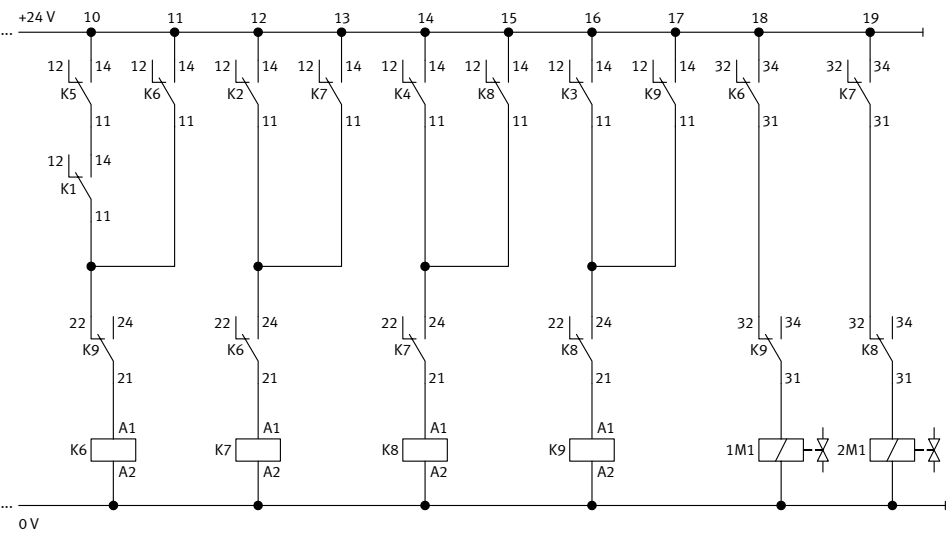 +24 V 10 11 12 13 14 15 16 17 18 19
...
12 14 12 14 12 14 12 14 12 14 12 14 12 14 12 14 32 34 32 34
K5 K6 K2 K7 K4 K8 K3 K9 K6 K7
11 11 11 11 11 11 11 11 31 31
12 14
K1
11
22 24 22 24 22 24 22 24 32 34 32 34
K9 K6 K7 K8 K9 K8
21 21 21 21 31 31
A1 A1 A1 A1
K6 K7 K8 K9 1M1 2M1
A2 A2 A2 A2
...
0 V